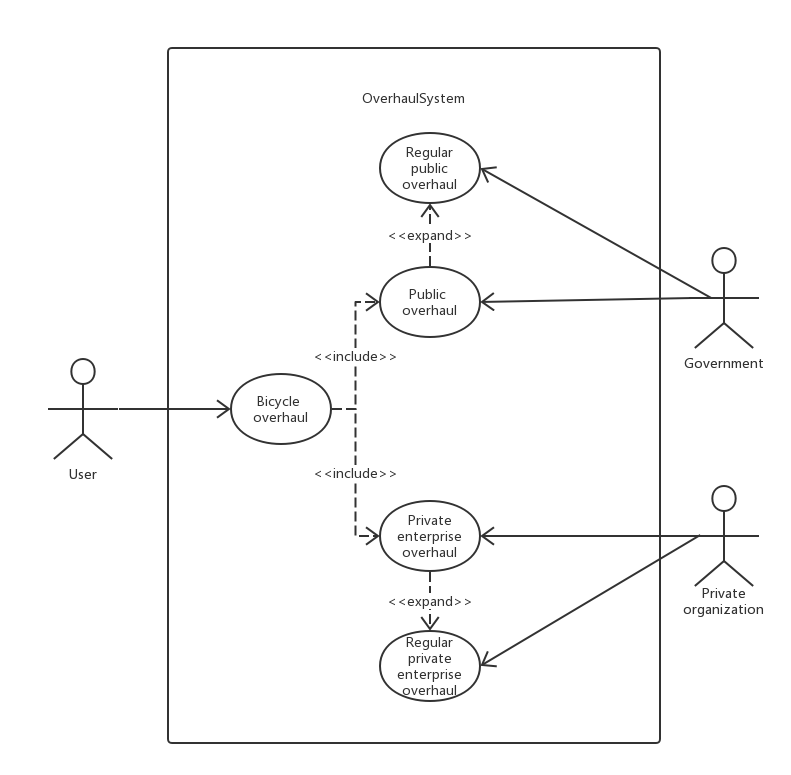 OverhaulSystem
Regular
public
overhaul
<<expand>>
Public
overhaul
Government
<<include>>
Bicycle
overhaul
User
<<include>>
Private
enterprise
overhaul
Private
organization
<<expand>>
Regular
private
enterprise
overhaul